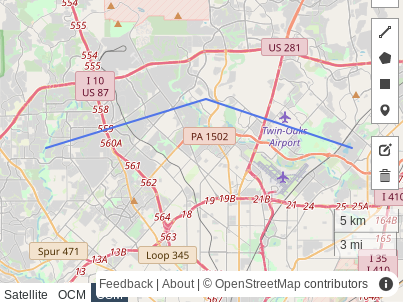 554
555
US 281
553
I 10
US 87
554
555
560A
PA 1502
Twin-Oaks
Airport
561
562
19
19B
21B
21
24
25
25A
I 410
564
18
563
5 km
164B
Spur 471
13A
13B
Loop 345
3 mi
165
I 35
I 410
Feedback | About | © OpenStreetMap contributors
Satellite
OCM
OSM